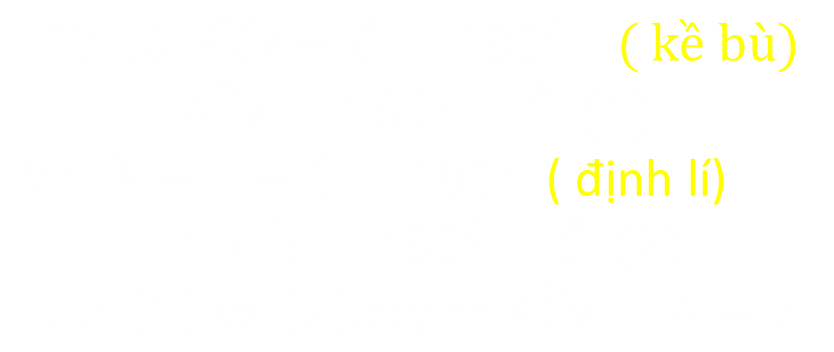 ( kề bù)
( định lí)